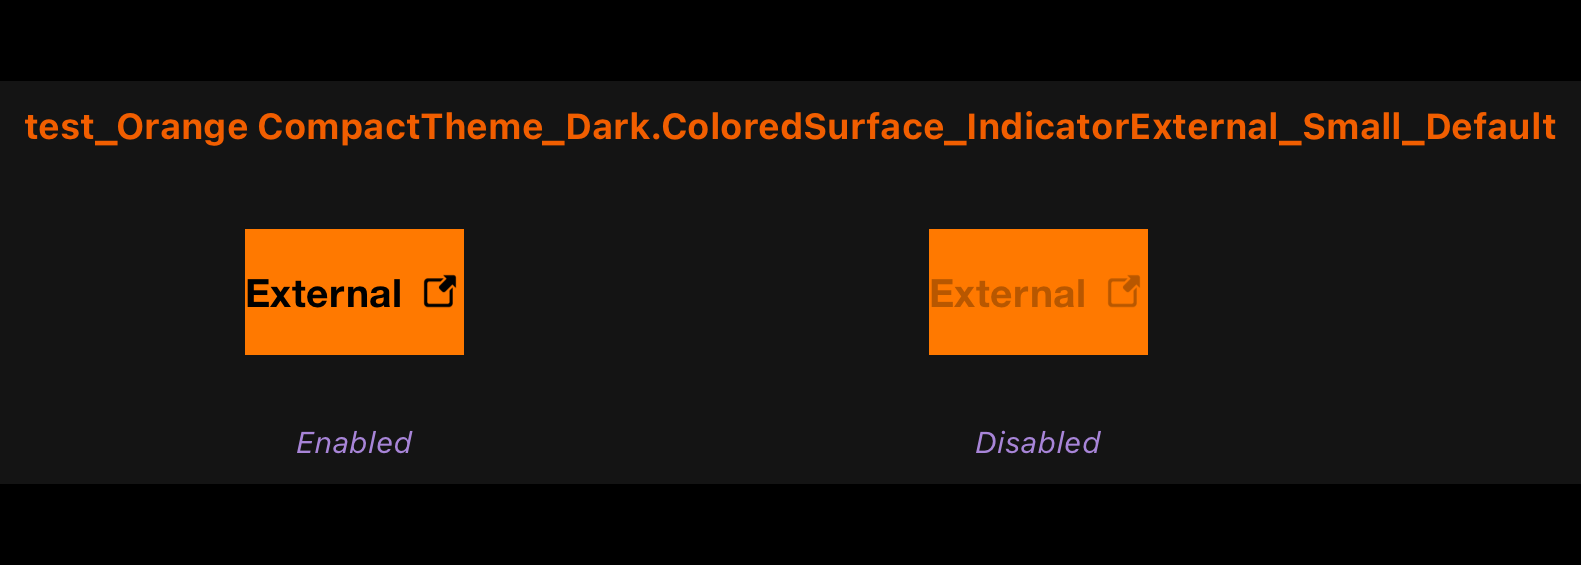 test_Orange CompactTheme_Dark.ColoredSurface_IndicatorExternal_Small_Default
External External
Enabled Disabled